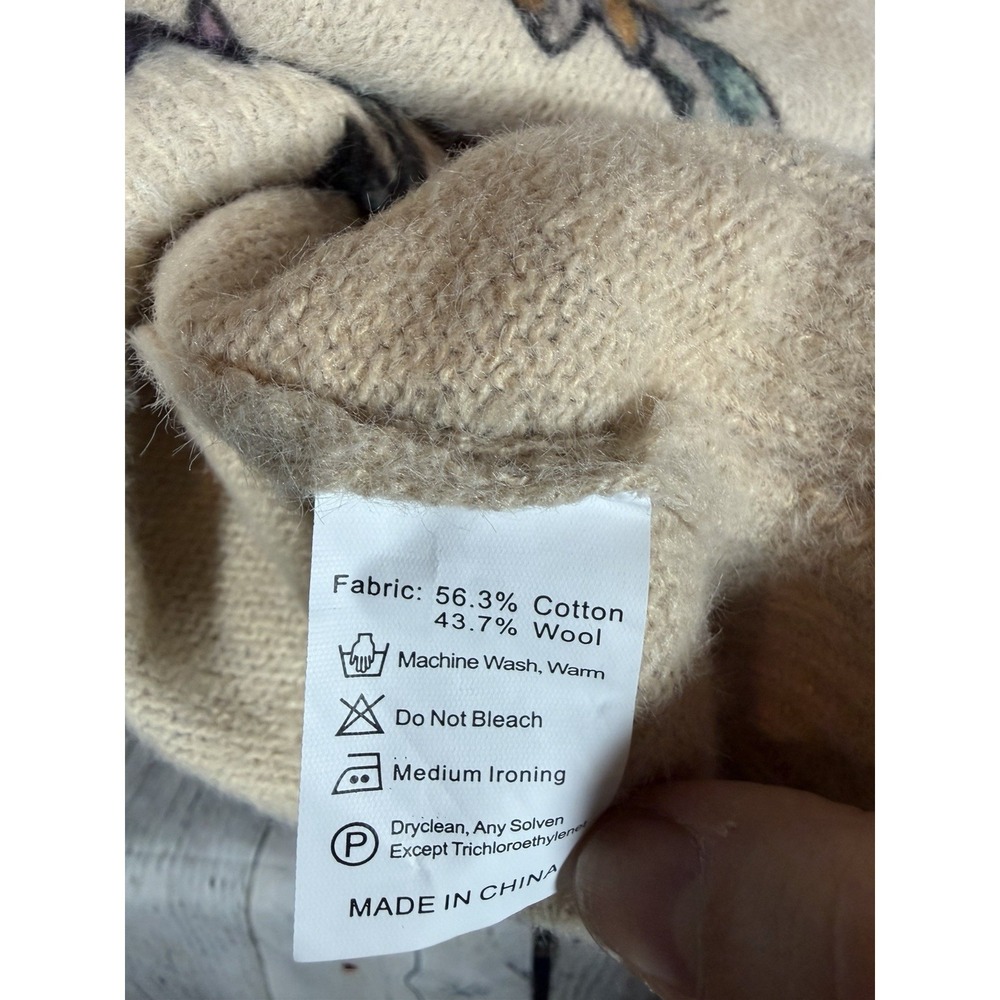 Fabric: 56.3% Cotton
43.7% Wool
Machine Wash, Warm
Do Not Bleach
Medium Ironing
P
Dryclean, Any Solven
Except Trichloroethylene
MADE IN CHINA